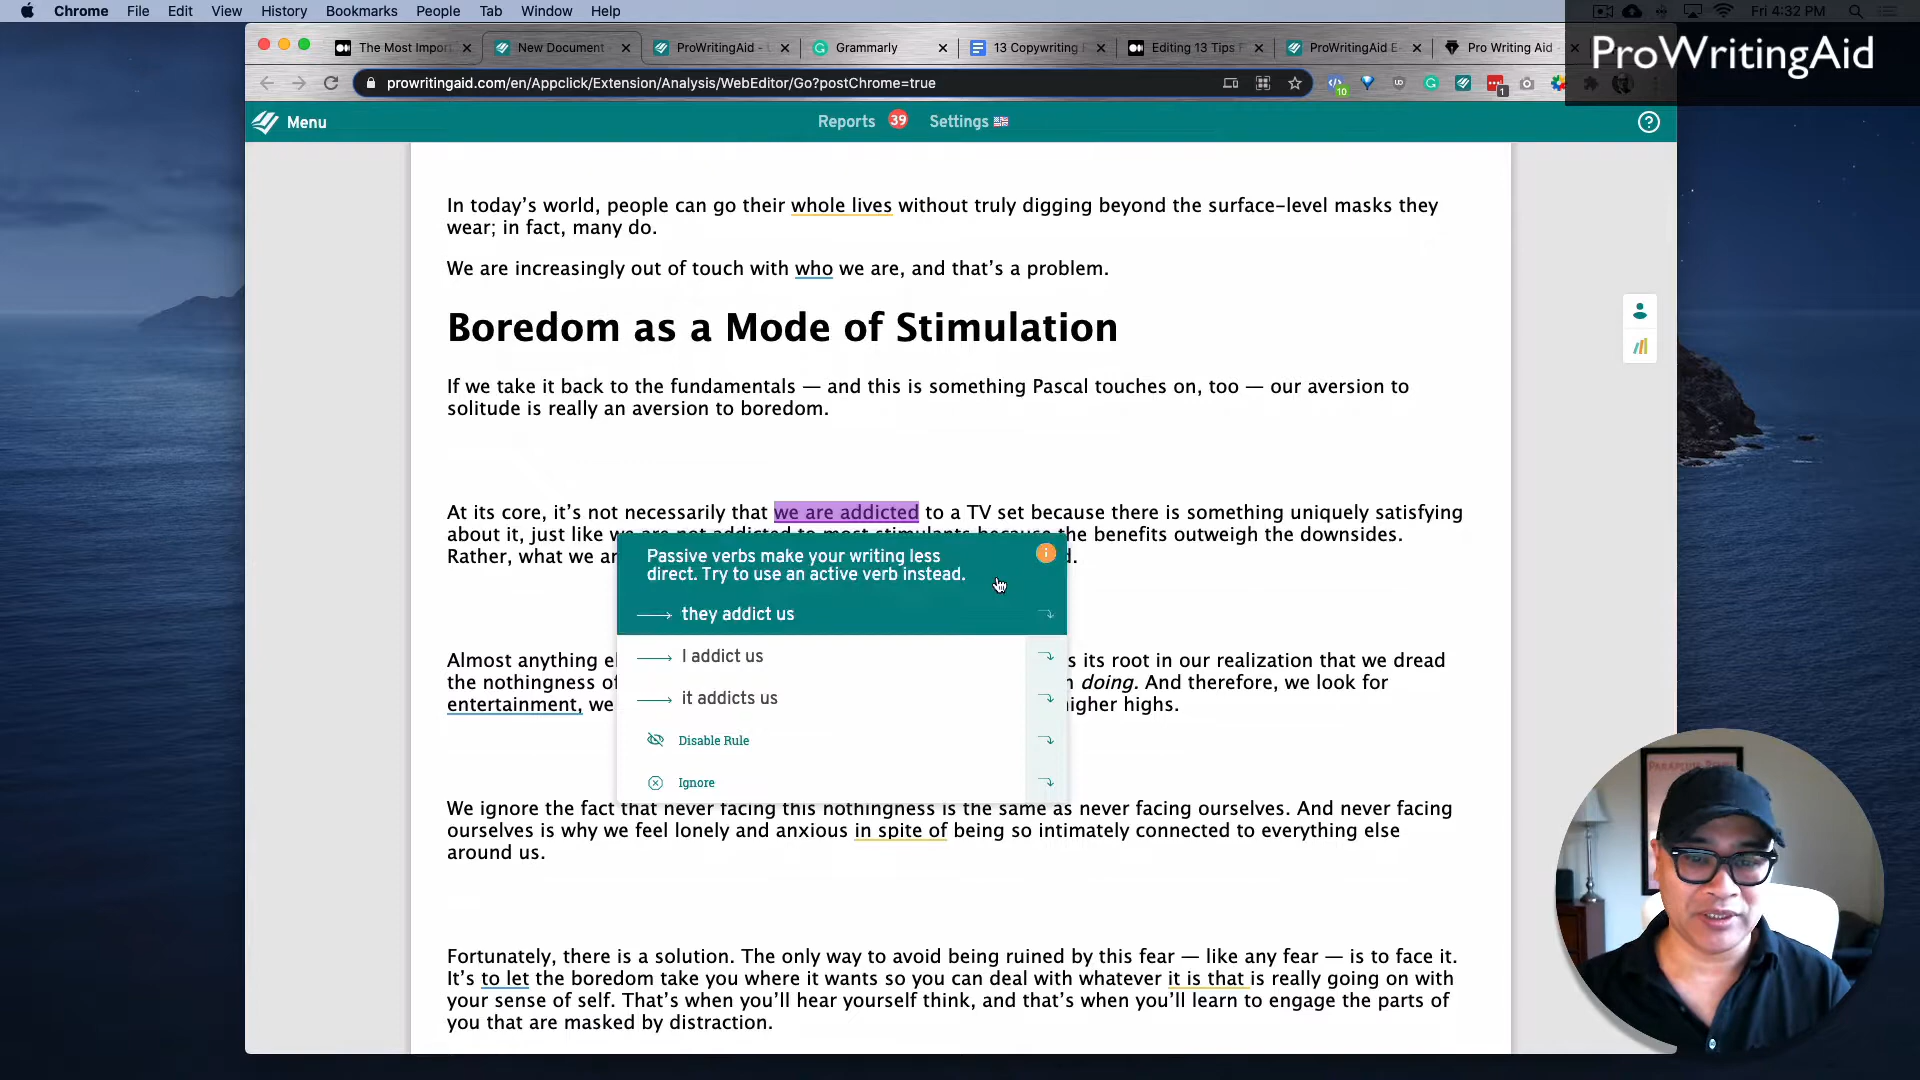 Chrome File Edit View History Bookmarks People Tab Window Help Fri 4:32 PM
ProWritingAid
The Most Impor New Document - ProWritingAid - Grammarly 13 Copywriting Editing 13 Tips ProWritingAid E- Pro Writing Aid
prowritingaid.com/en/Appclick/Extension/Analysis/WebEditor/Go?postChrome=true
10
1
Menu Reports 39 Settings
In today's world, people can go their whole lives without truly digging beyond the surface-level masks they
wear; in fact, many do.
We are increasingly out of touch with who we are, and that's a problem.
Boredom as a Mode of Stimulation
If we take it back to the fundamentals — and this is something Pascal touches on, too — our aversion to
solitude is really an aversion to boredom.
At its core, it's not necessarily that we are addicted to a TV set because there is something uniquely satisfying
about it, just like we are not addicted to most stimulants because the benefits outweigh the downsides.
Rather, what we ar d.
Passive verbs make your writing less
direct. Try to use an active verb instead.
they addict us
I addict us
it addicts us
Disable Rule
Ignore
Almost anything e s its root in our realization that we dread
the nothingness of n doing. And therefore, we look for
entertainment, we igher highs.
We ignore the fact that never facing this nothingness is the same as never facing ourselves. And never facing
ourselves is why we feel lonely and anxious in spite of being so intimately connected to everything else
around us.
Fortunately, there is a solution. The only way to avoid being ruined by this fear — like any fear — is to face it.
It's to let the boredom take you where it wants so you can deal with whatever it is that is really going on with
your sense of self. That's when you'll hear yourself think, and that's when you'll learn to engage the parts of
you that are masked by distraction.